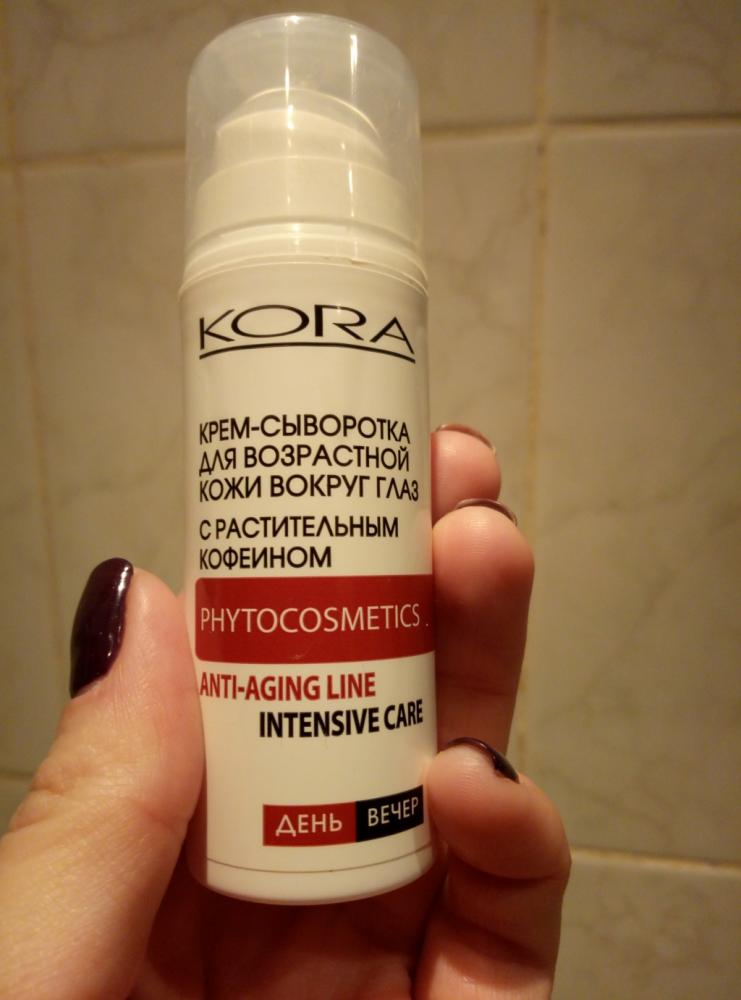 KORA
КРЕМ-СЫВОРОТКА
ДЛЯ ВОЗРАСТНОЙ
КОЖИ ВОКРУГ ГЛАЗ
С РАСТИТЕЛЬНЫМ
КОФЕИНОМ
PHYTOCOSMETICS .
ANTI-AGING LINE
INTENSIVE CARE
ДЕНЬ ВЕЧЕР